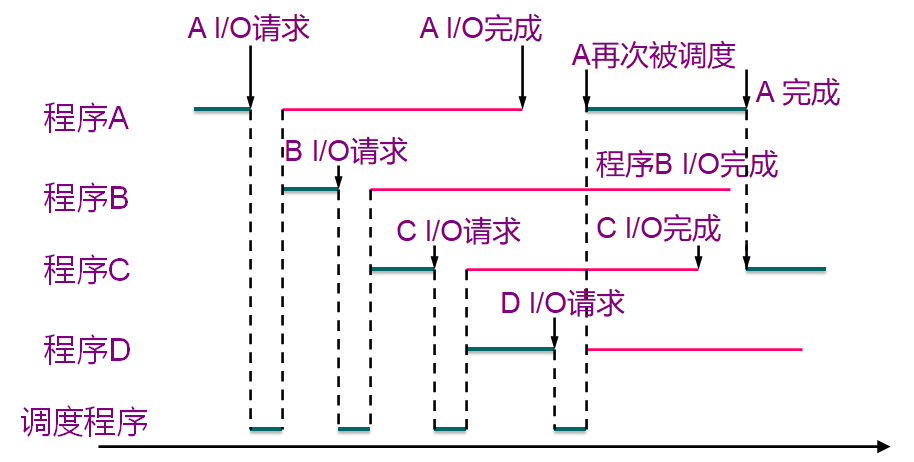 A I/O请求
A I/O完成
A再次被调度
A 完成
程序A
B I/O请求
程序B I/O完成
程序B
C I/O请求
C I/O完成
程序C
D I/O请求
程序D
调度程序